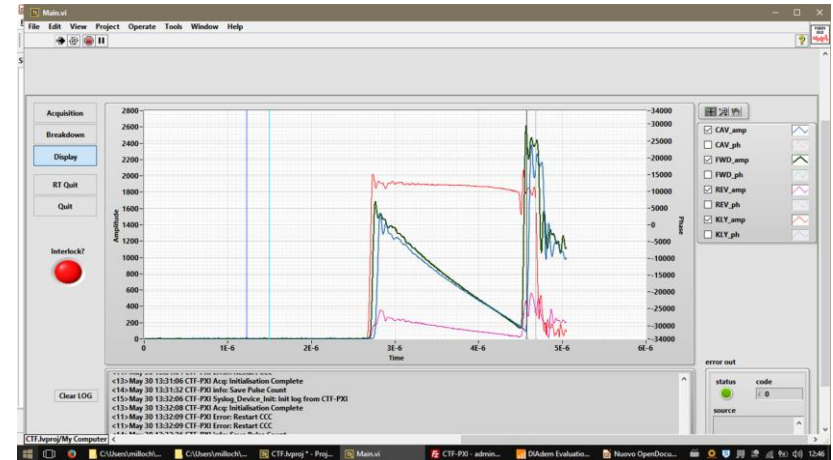 Main.vi
File Edit View Project Operate Tools Window Help
Acquisition
Breakdown
Display
RT Quit
Quit
Interlock?
Clear LOG
2800
2600
2400
2200
2000
1800
1600
1400
1200
1000
800
600
400
200
0
Amplitude
0 1E-6 2E-6 3E-6 4E-6 5E-6 6E-6
Time
34000
30000
25000
20000
15000
10000
5000
0
-5000
-10000
-15000
-20000
-25000
-30000
-34000
Phase
CAV_amp
CAV_ph
FWD_amp
FWD_ph
REV_amp
REV_ph
KLY_amp
KLY_ph
<13>May 30 13:31:06 CTF-PXI Acq: Initialisation Complete
<14>May 30 13:31:32 CTF-PXI info: Save Pulse Count
<15>May 30 13:32:06 CTF-PXI Syslog_Device_Init: Init log from CTF-PXI
<13>May 30 13:32:08 CTF-PXI Acq: Initialisation Complete
<11>May 30 13:32:09 CTF-PXI Error: Restart CCC
<11>May 30 13:32:09 CTF-PXI Error: Restart CCC
error out
status code
0
source
CTF.lvproj/My Computer
C:\Users\milloch\... C:\Users\milloch\... CTF.lvproj * - Proj... Main.vi CTF-PXI - admin... DIAdem Evaluatio... Nuovo OpenDocu... 12:46